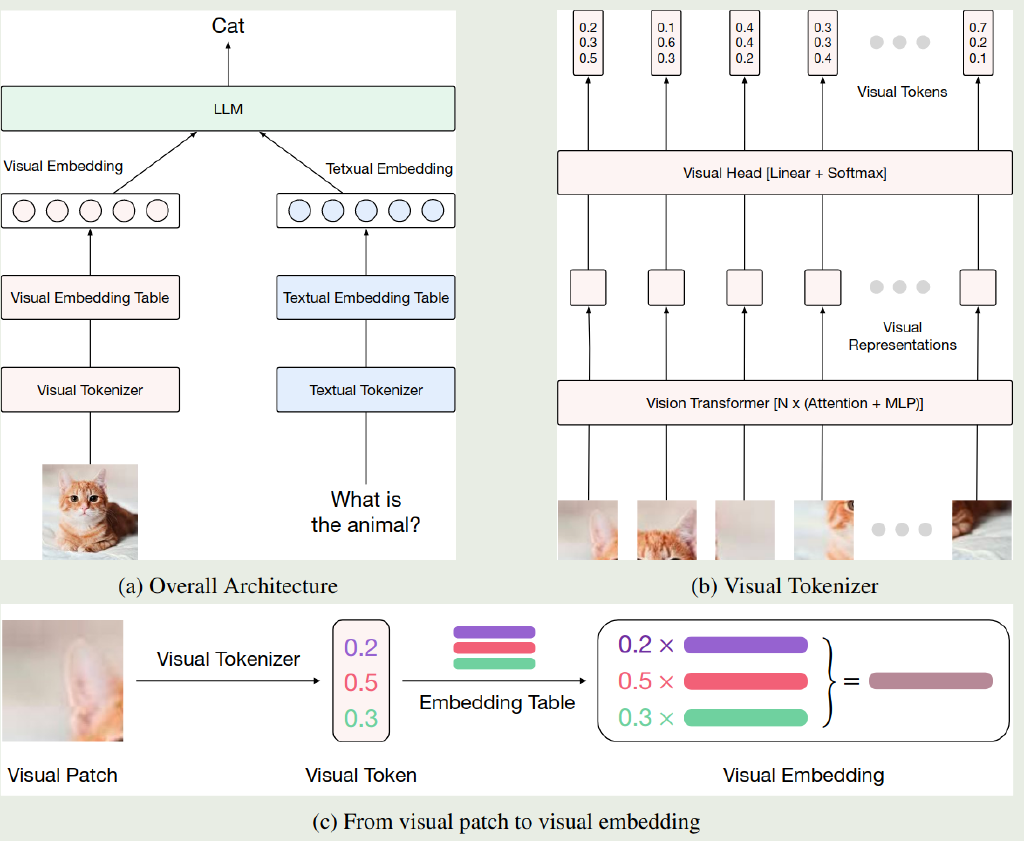 Cat
LLM
Visual Embedding
Tetxual Embedding
Visual Embedding Table
Textual Embedding Table
Visual Tokenizer
Textual Tokenizer
What is
the animal?
(a) Overall Architecture
0.2
0.3
0.5
0.1
0.6
0.3
0.4
0.4
0.2
0.3
0.3
0.4
0.7
0.2
0.1
Visual Tokens
Visual Head [Linear + Softmax]
Visual
Representations
Vision Transformer [N x (Attention + MLP)]
(b) Visual Tokenizer
Visual Tokenizer
0.2
0.5
0.3
Embedding Table
0.2 ×
0.5 ×
0.3 ×
=
Visual Patch
Visual Token
Visual Embedding
(c) From visual patch to visual embedding